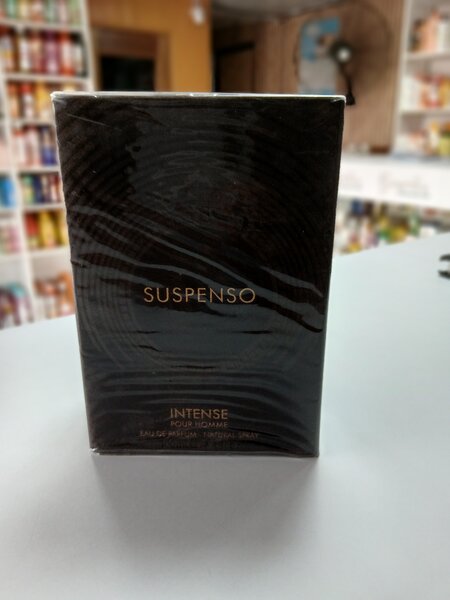 SUSPENSO
INTENSE
POUR HOMME
EAU DE PARFUM NATURAL SPRAY